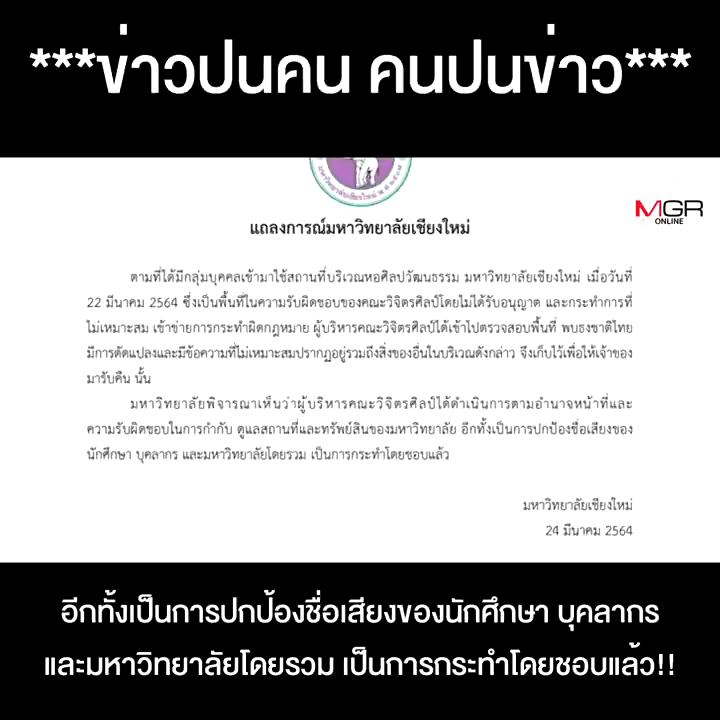 ***ข่าวปนคน คนปนข่าว***
มหาวิทยาลัยเชียงใหม่
MGR
ONLINE
แถลงการณ์มหาวิทยาลัยเชียงใหม่
ตามที่ได้มีกลุ่มบุคคลเข้ามาใช้สถานที่บริเวณหอศิลปวัฒนธรรม มหาวิทยาลัยเชียงใหม่ เมื่อวันที่
22 มีนาคม 2564 ซึ่งเป็นพื้นที่ในความรับผิดชอบของคณะวิจิตรศิลป์โดยไม่ได้รับอนุญาต และกระทำการที่
ไม่เหมาะสม เข้าข่ายการกระทำผิดกฎหมาย ผู้บริหารคณะวิจิตรศิลป์ได้เข้าไปตรวจสอบพื้นที่ พบธงชาติไทย
มีการดัดแปลงและมีข้อความที่ไม่เหมาะสมปรากฏอยู่รวมถึงสิ่งของอื่นในบริเวณดังกล่าว จึงเก็บไว้เพื่อให้เจ้าของ
มารับคืน นั้น
มหาวิทยาลัยพิจารณาเห็นว่าผู้บริหารคณะวิจิตรศิลป์ได้ดำเนินการตามอำนาจหน้าที่และ
ความรับผิดชอบในการกำกับ ดูแลสถานที่และทรัพย์สินของมหาวิทยาลัย อีกทั้งเป็นการปกป้องชื่อเสียงของ
นักศึกษา บุคลากร และมหาวิทยาลัยโดยรวม เป็นการกระทำโดยชอบแล้ว
มหาวิทยาลัยเชียงใหม่
24 มีนาคม 2564
อีกทั้งเป็นการปกป้องชื่อเสียงของนักศึกษา บุคลากร
และมหาวิทยาลัยโดยรวม เป็นการกระทำโดยชอบแล้ว!!